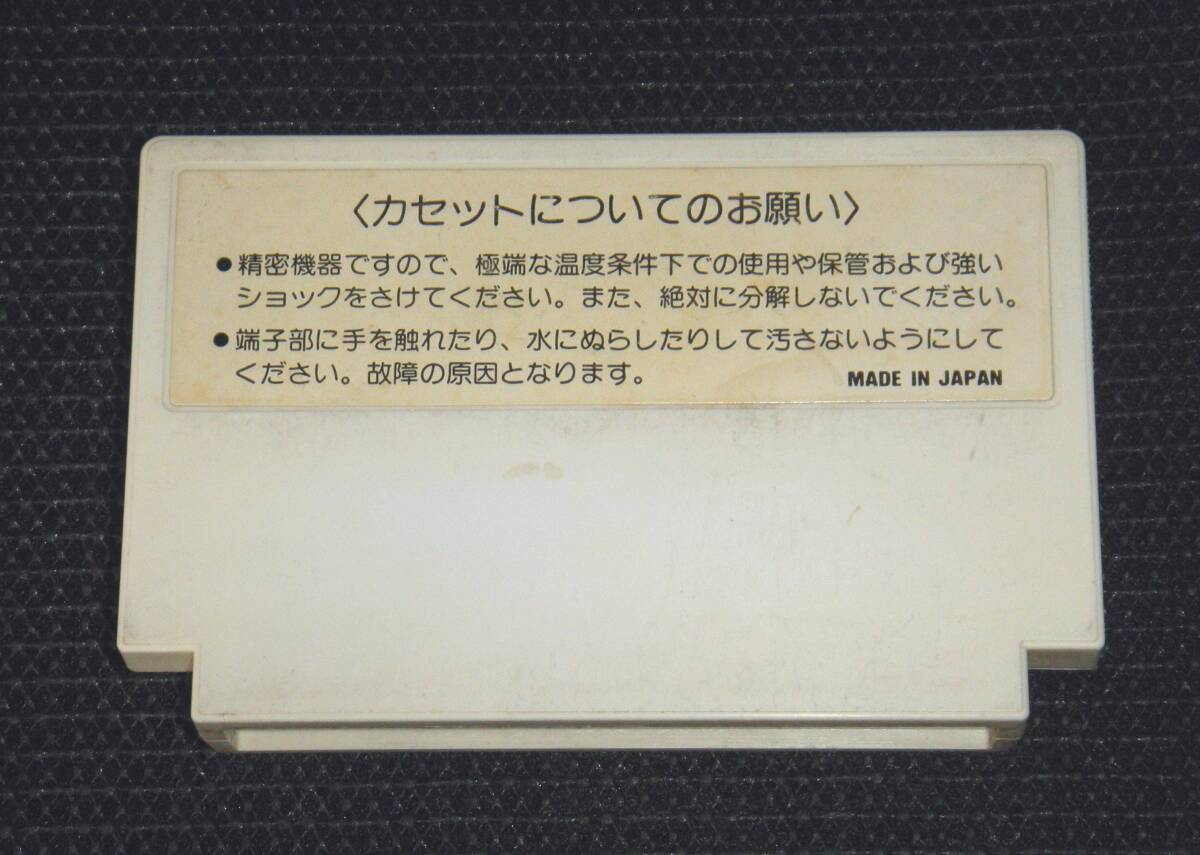 〈カセットについてのお願い〉
●精密機器ですので、極端な温度条件下での使用や保管および強い
ショックをさけてください。また、絶対に分解しないでください。
●端子部に手を触れたり、水にぬらしたりして汚さないようにして
ください。故障の原因となります。
MADE IN JAPAN